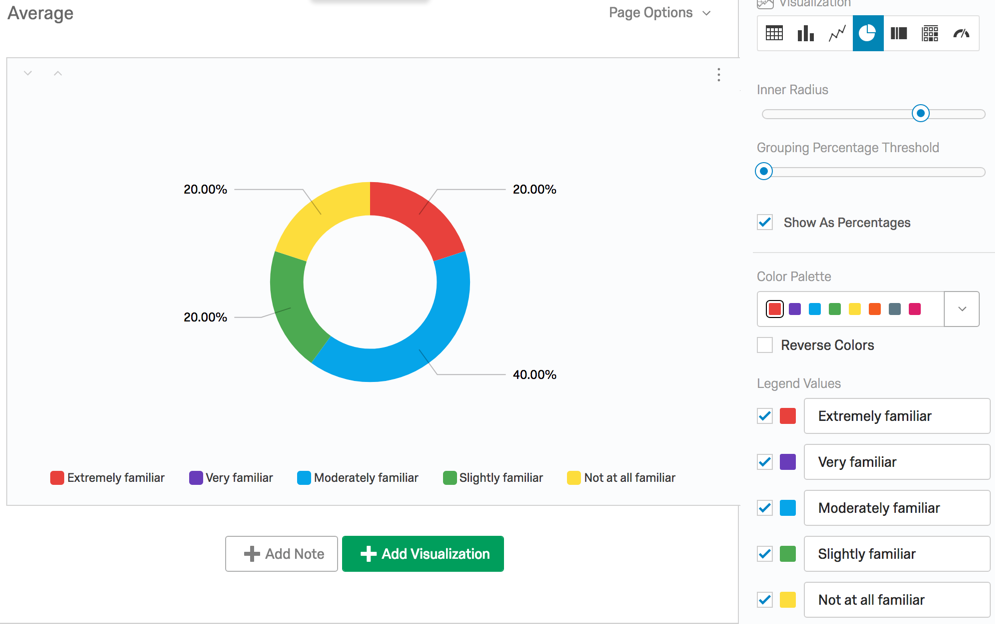 Average
Page Options
20.00%
20.00%
20.00%
40.00%
Extremely familiar
Very familiar
Moderately familiar
Slightly familiar
Not at all familiar
Add Note
Add Visualization
Visualization
Inner Radius
Grouping Percentage Threshold
Show As Percentages
Color Palette
Reverse Colors
Legend Values
Extremely familiar
Very familiar
Moderately familiar
Slightly familiar
Not at all familiar